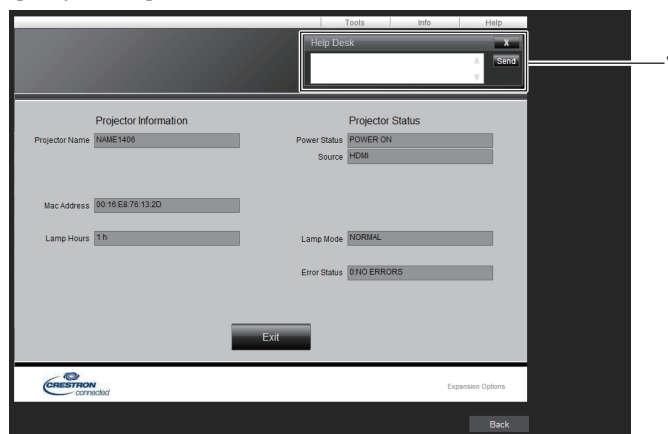 Tools Info Help
Help Desk X
Send
Projector Information Projector Status
Projector Name NAME1406 Power Status POWER ON
Source HDMI
Mac Address 00:16:E8:76:13:2D
Lamp Hours 1 h Lamp Mode NORMAL
Error Status 0:NO ERRORS
Exit
CRESTRON
connected
Expansion Options
Back